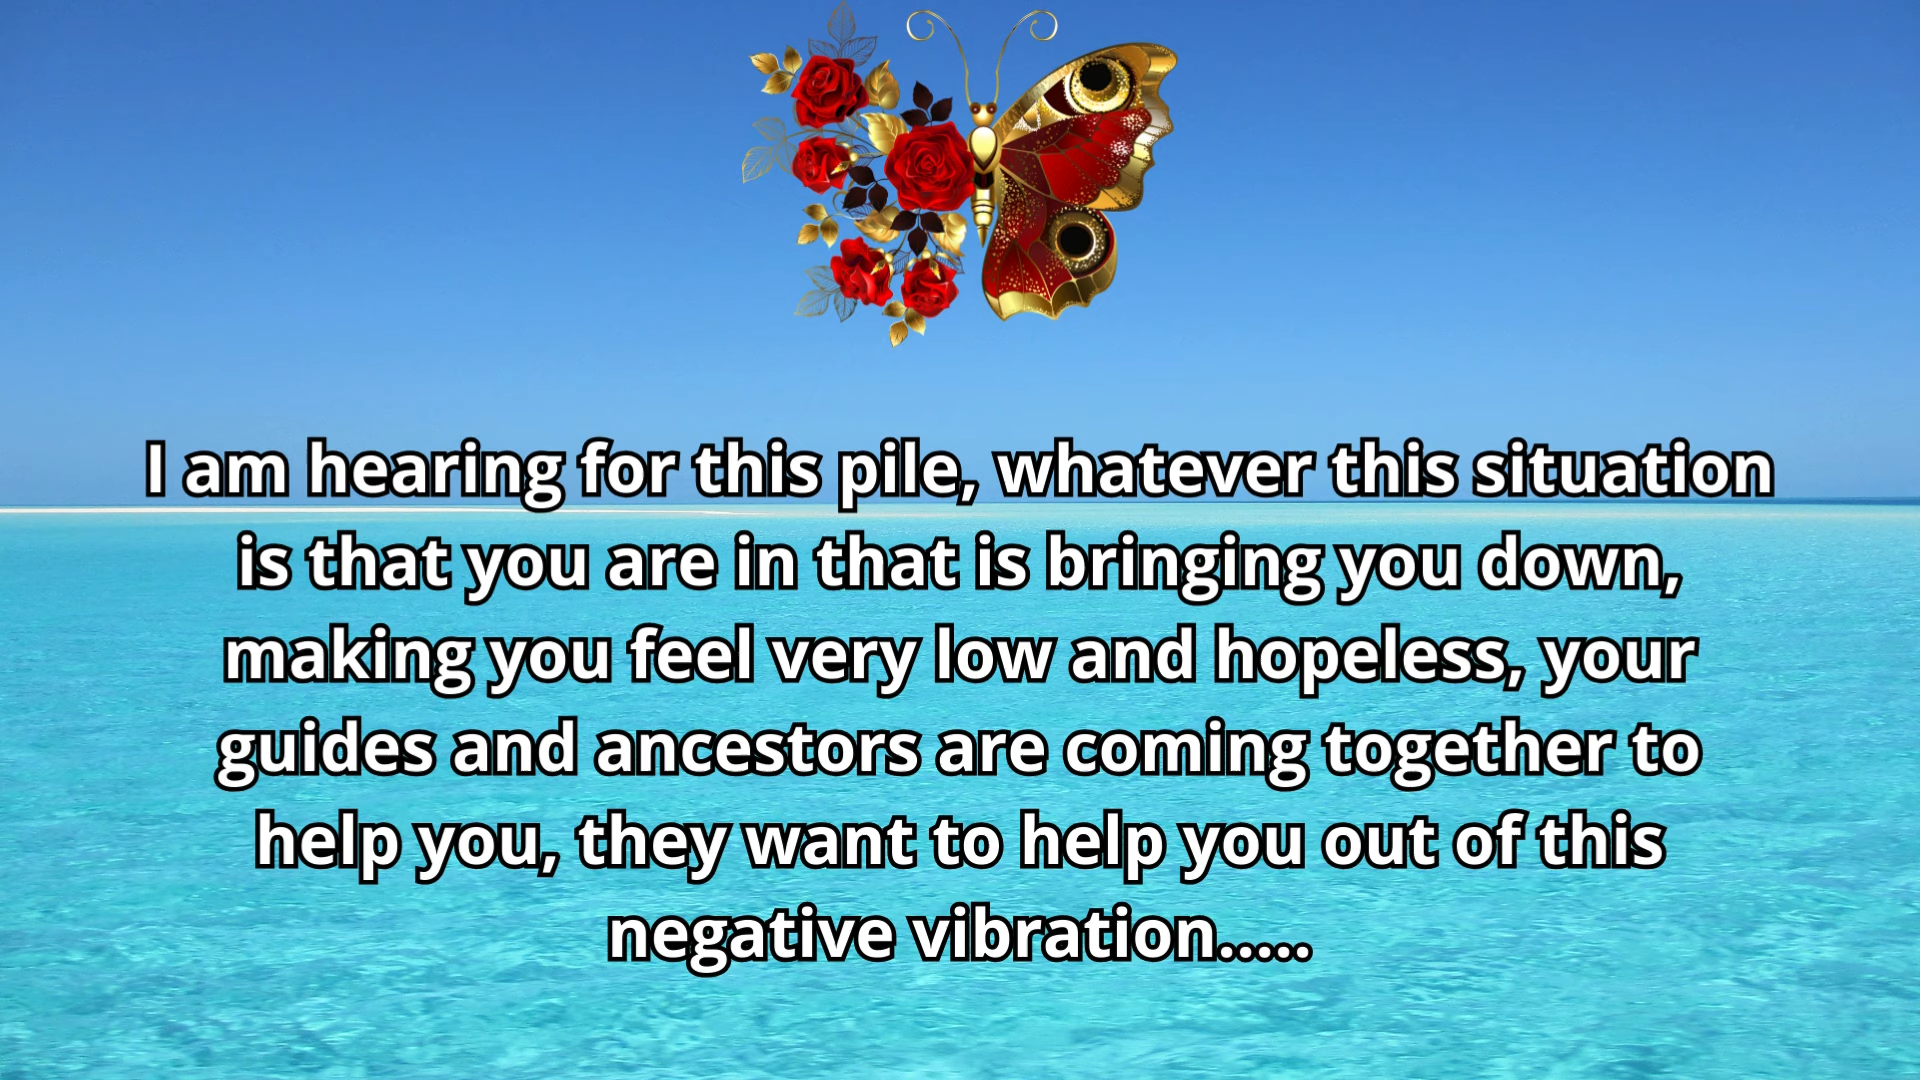 I am hearing for this pile, whatever this situation
is that you are in that is bringing you down,
making you feel very low and hopeless, your
guides and ancestors are coming together to
help you, they want to help you out of this
negative vibration.....